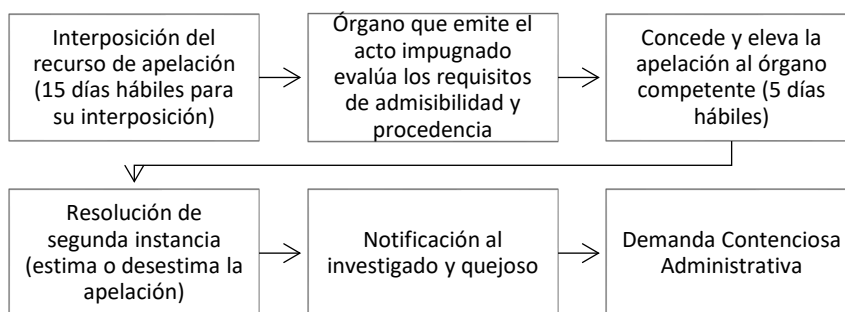 Interposición del
recurso de apelación
(15 días hábiles para
su interposición)
Órgano que emite el
acto impugnado
evalúa los requisitos
de admisibilidad y
procedencia
Concede y eleva la
apelación al órgano
competente (5 días
hábiles)
Resolución de
segunda instancia
(estima o desestima la
apelación)
Notificación al
investigado y quejoso
Demanda Contenciosa
Administrativa